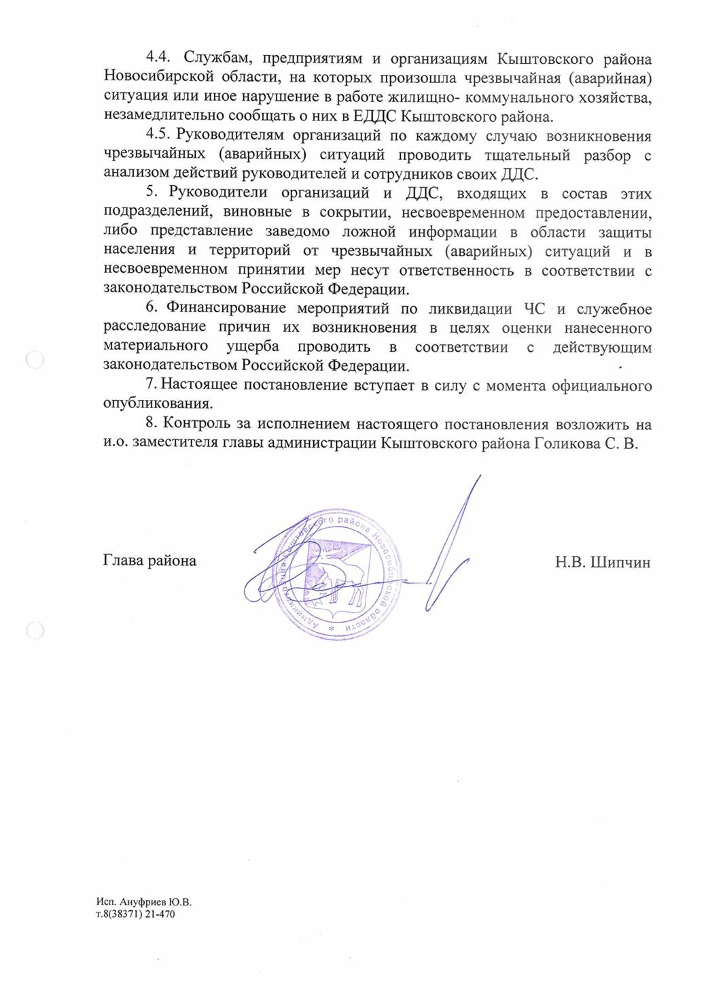 4.4. Службам, предприятиям и организациям Кыштовского района
Новосибирской области, на которых произошла чрезвычайная (аварийная)
ситуация или иное нарушение в работе жилищно- коммунального хозяйства,
незамедлительно сообщать о них в ЕДДС Кыштовского района.
4.5. Руководителям организаций по каждому случаю возникновения
чрезвычайных (аварийных) ситуаций проводить тщательный разбор с
анализом действий руководителей и сотрудников своих ДДС.
5. Руководители организаций и ДДС, входящих в состав этих
подразделений, виновные в сокрытии, несвоевременном предоставлении,
либо представление заведомо ложной информации в области защиты
населения и территорий от чрезвычайных (аварийных) ситуаций и в
несвоевременном принятии мер несут ответственность в соответствии с
законодательством Российской Федерации.
6. Финансирование мероприятий по ликвидации ЧС и служебное
расследование причин их возникновения в целях оценки нанесенного
материального ущерба проводить в соответствии с действующим
законодательством Российской Федерации.
7. Настоящее постановление вступает в силу с момента официального
опубликования.
8. Контроль за исполнением настоящего постановления возложить на
и.о. заместителя главы администрации Кыштовского района Голикова С. В.
Глава района
Администрация Кыштовского района Новосибирской области *
Н.В. Шипчин
Исп. Ануфриев Ю.В.
т.8(38371) 21-470